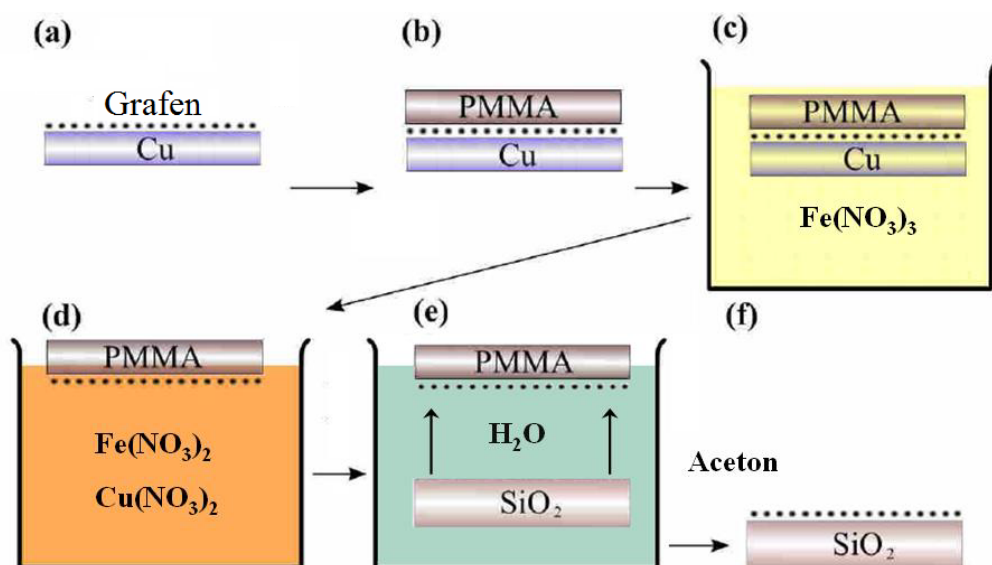 (a)
Grafen
Cu
(b)
PMMA
Cu
(c)
PMMA
Cu
Fe(NO₃)₃
(d)
PMMA
Fe(NO₃)₂
Cu(NO₃)₂
(e)
PMMA
H₂O
SiO₂
(f)
Aceton
SiO₂